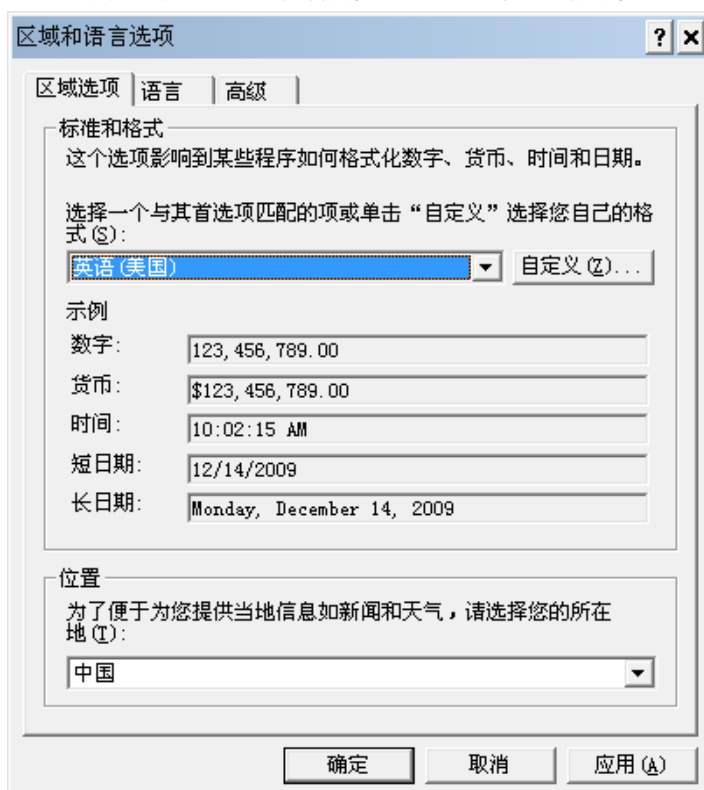 区域和语言选项
区域选项 语言 高级
标准和格式
这个选项影响到某些程序如何格式化数字、货币、时间和日期。
选择一个与其首选项匹配的项或单击“自定义”选择您自己的格
式(S):
英语(美国) 自定义(Z)...
示例
数字: 123,456,789.00
货币: $123,456,789.00
时间: 10:02:15 AM
短日期: 12/14/2009
长日期: Monday, December 14, 2009
位置
为了便于为您提供当地信息如新闻和天气,请选择您的所在
地(T):
中国
确定 取消 应用(A)